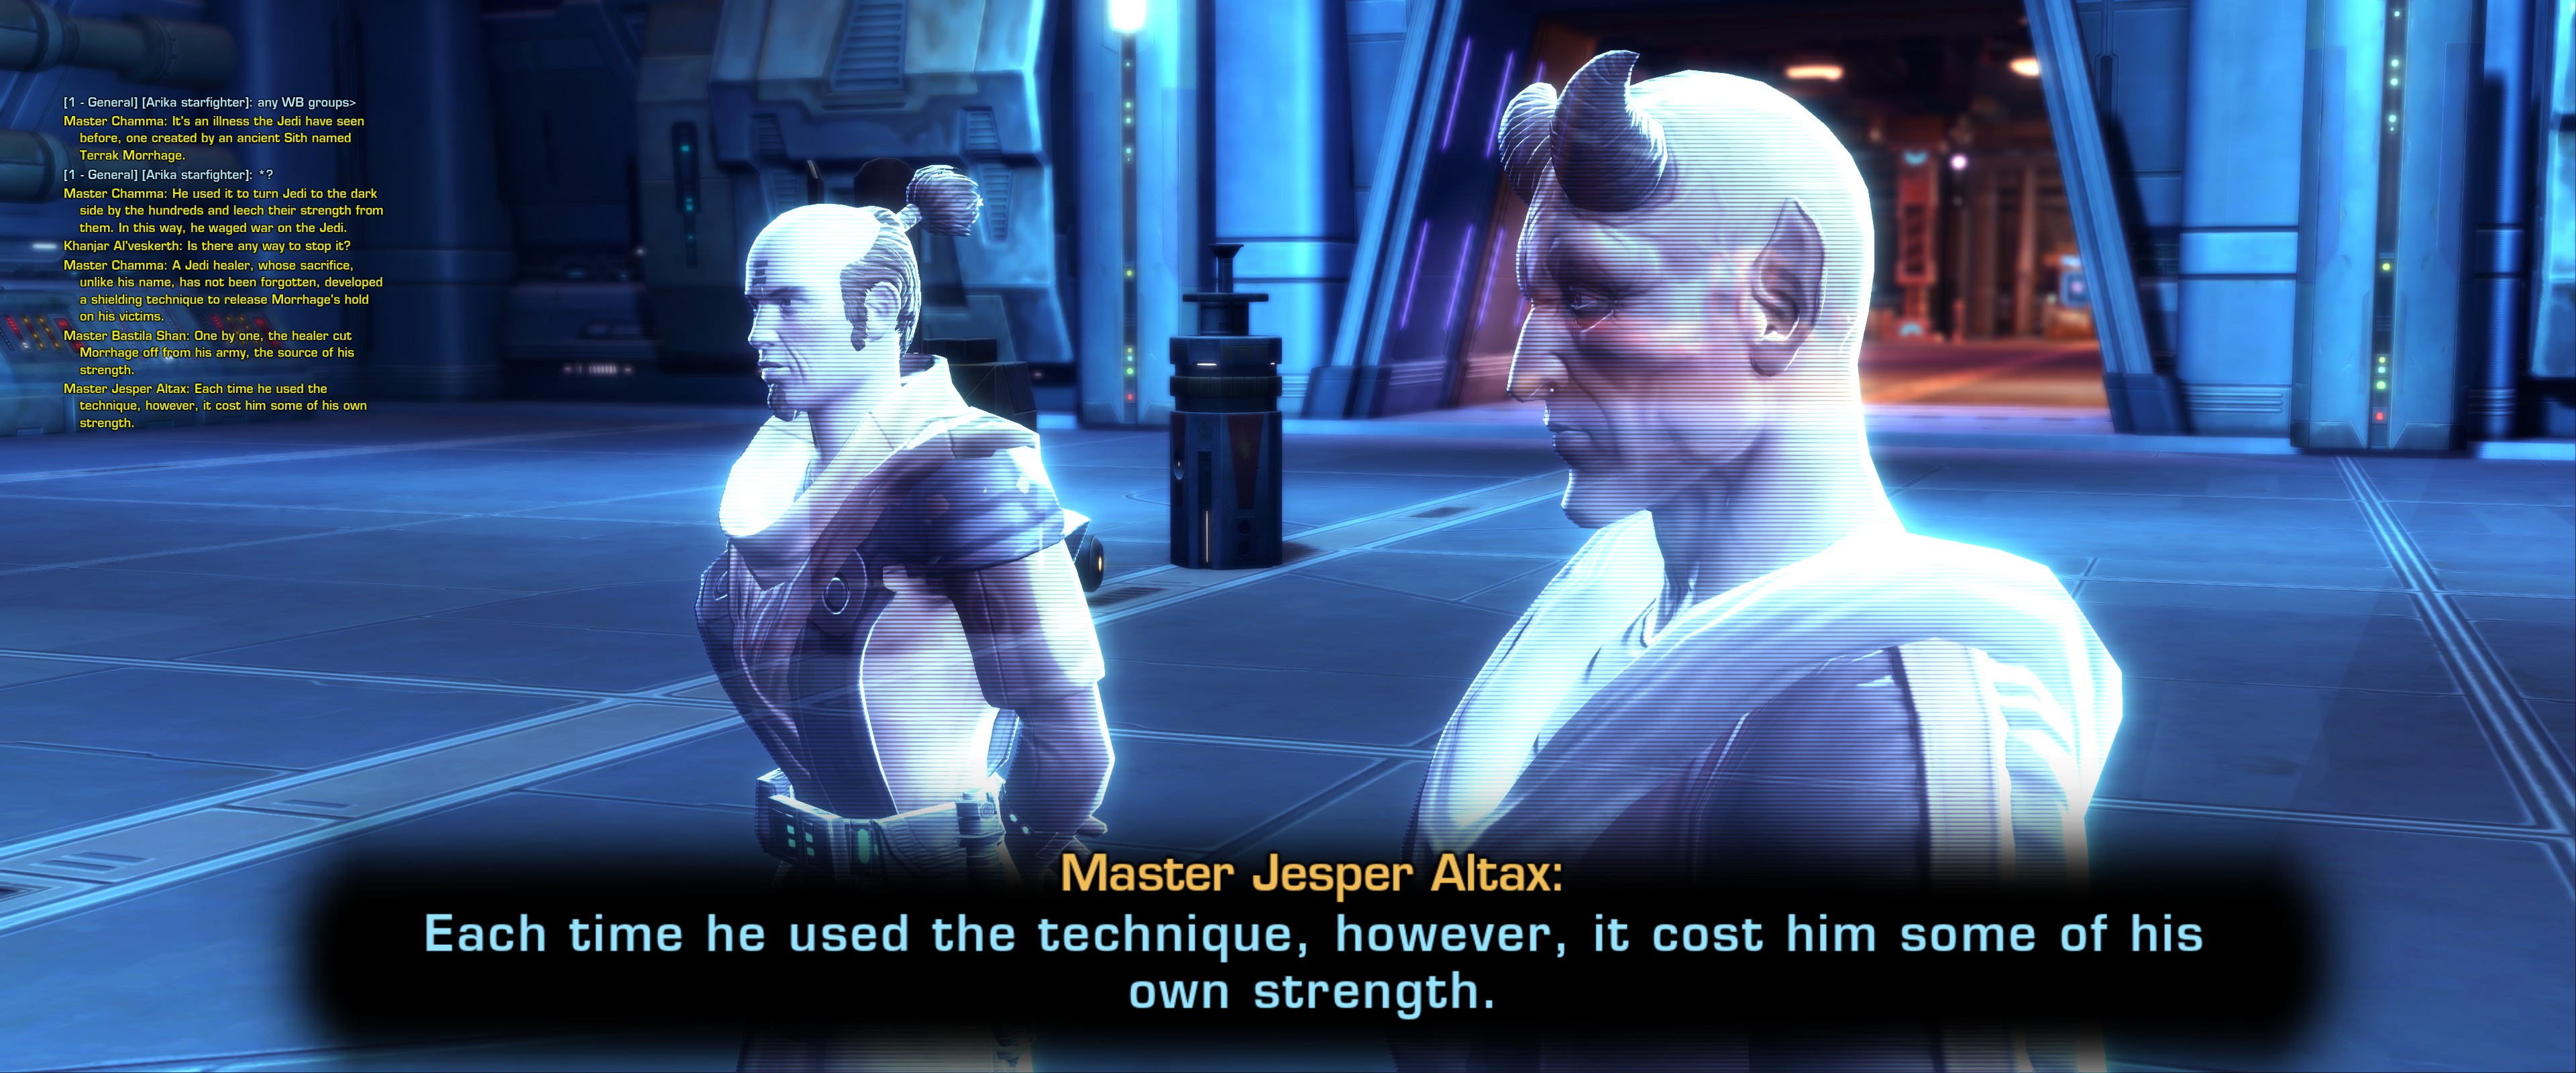 [1 - General] [Arika starfighter]: any WB groups>
Master Chamma: It's an illness the Jedi have seen
before, one created by an ancient Sith named
Terrak Morrhage.
[1 - General] [Arika starfighter]: *?
Master Chamma: He used it to turn Jedi to the dark
side by the hundreds and leech their strength from
them. In this way, he waged war on the Jedi.
Khanjar Al'veskerth: Is there any way to stop it?
Master Chamma: A Jedi healer, whose sacrifice,
unlike his name, has not been forgotten, developed
a shielding technique to release Morrhage's hold
on his victims.
Master Bastila Shan: One by one, the healer cut
Morrhage off from his army, the source of his
strength.
Master Jesper Altax: Each time he used the
technique, however, it cost him some of his own
strength.
Master Jesper Altax:
Each time he used the technique, however, it cost him some of his
own strength.